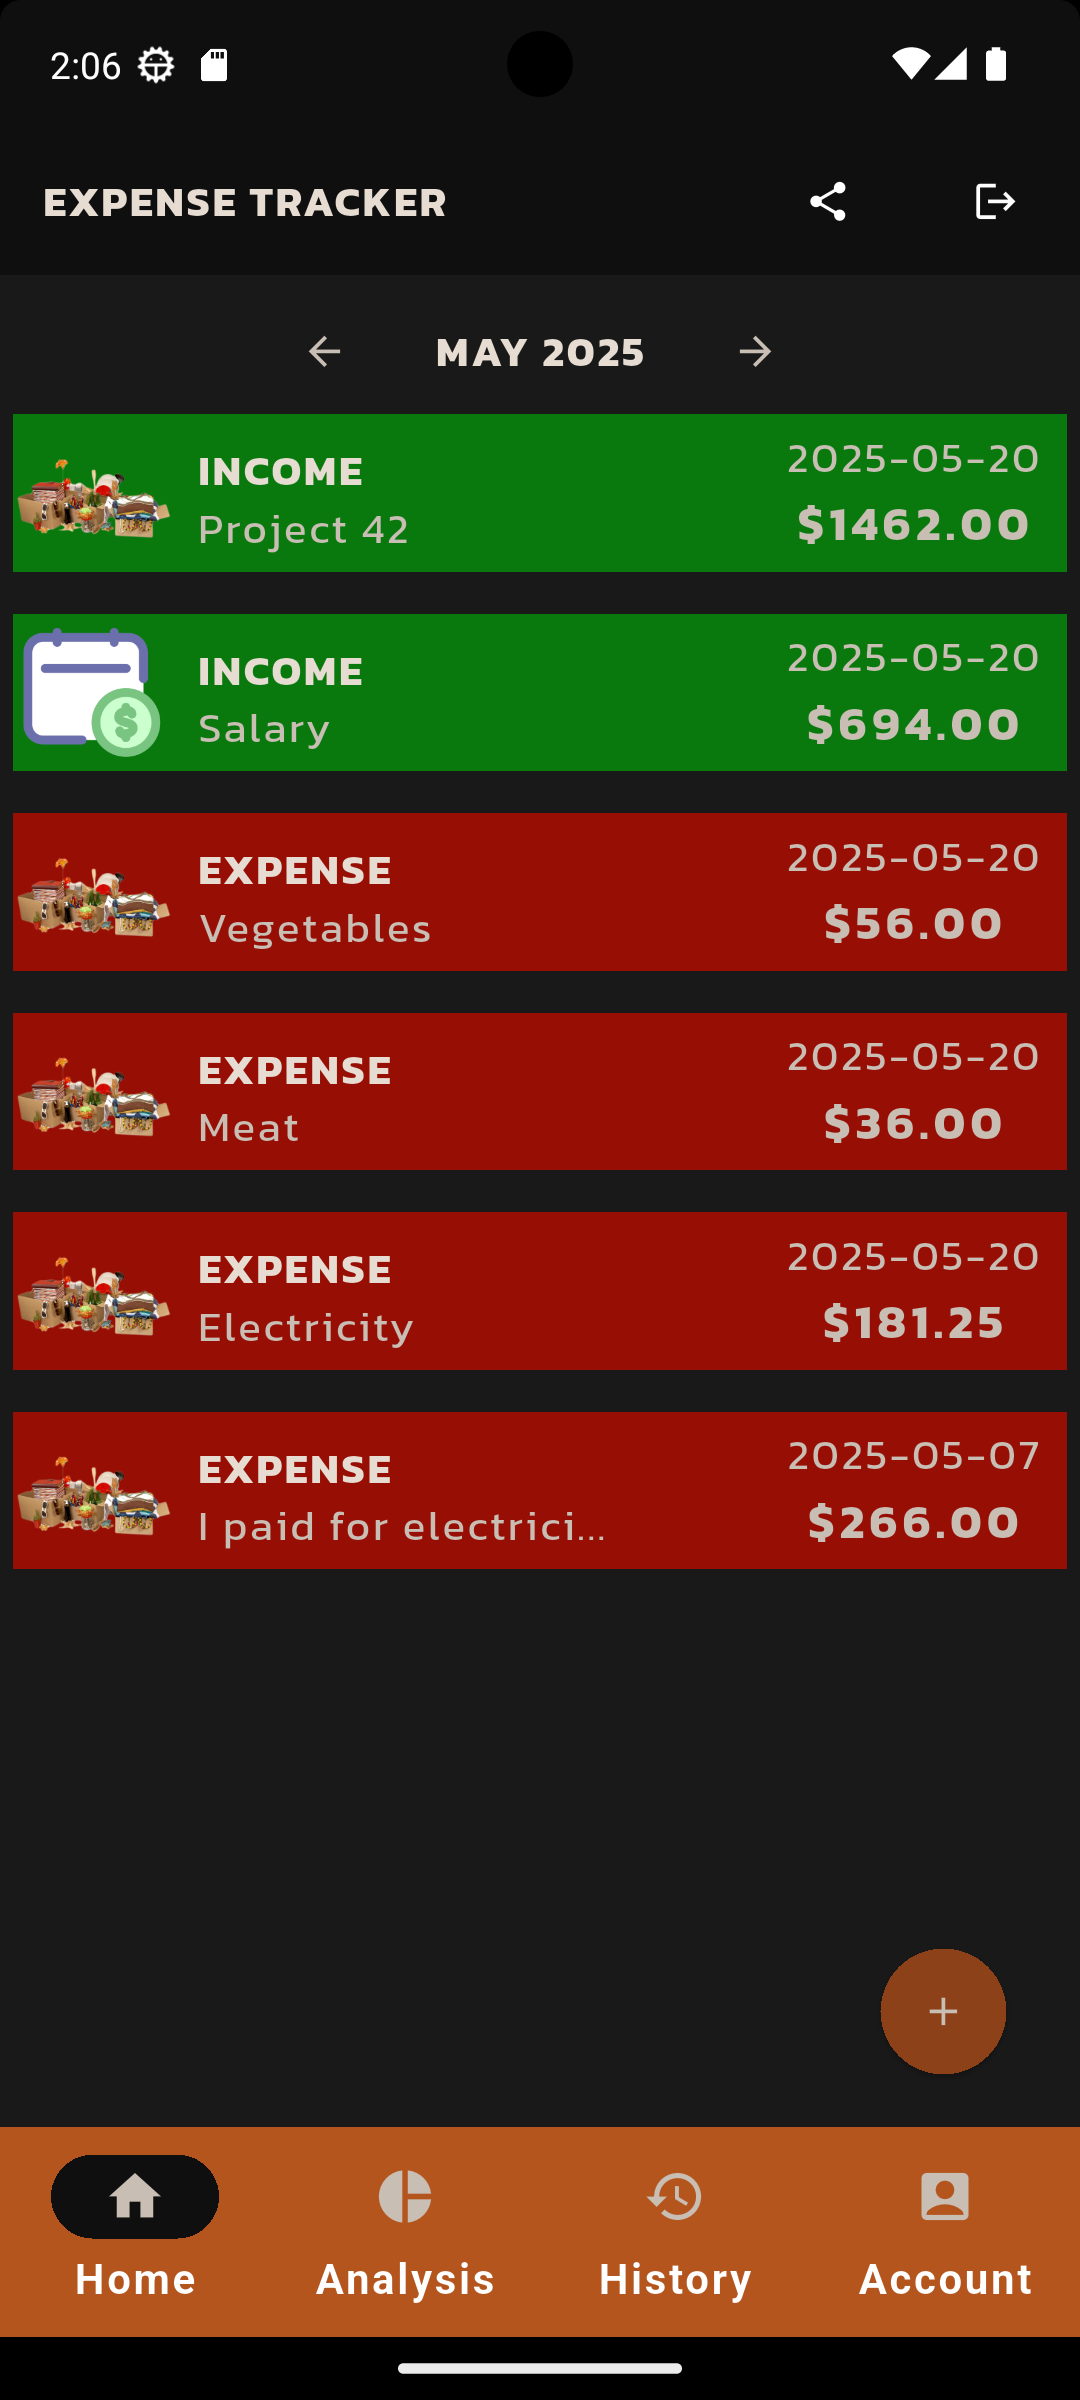 2:06
EXPENSE TRACKER
MAY 2025
INCOME
Project 42
2025-05-20
$1462.00
INCOME
Salary
2025-05-20
$694.00
EXPENSE
Vegetables
2025-05-20
$56.00
EXPENSE
Meat
2025-05-20
$36.00
EXPENSE
Electricity
2025-05-20
$181.25
EXPENSE
I paid for electrici...
2025-05-07
$266.00
Home
Analysis
History
Account